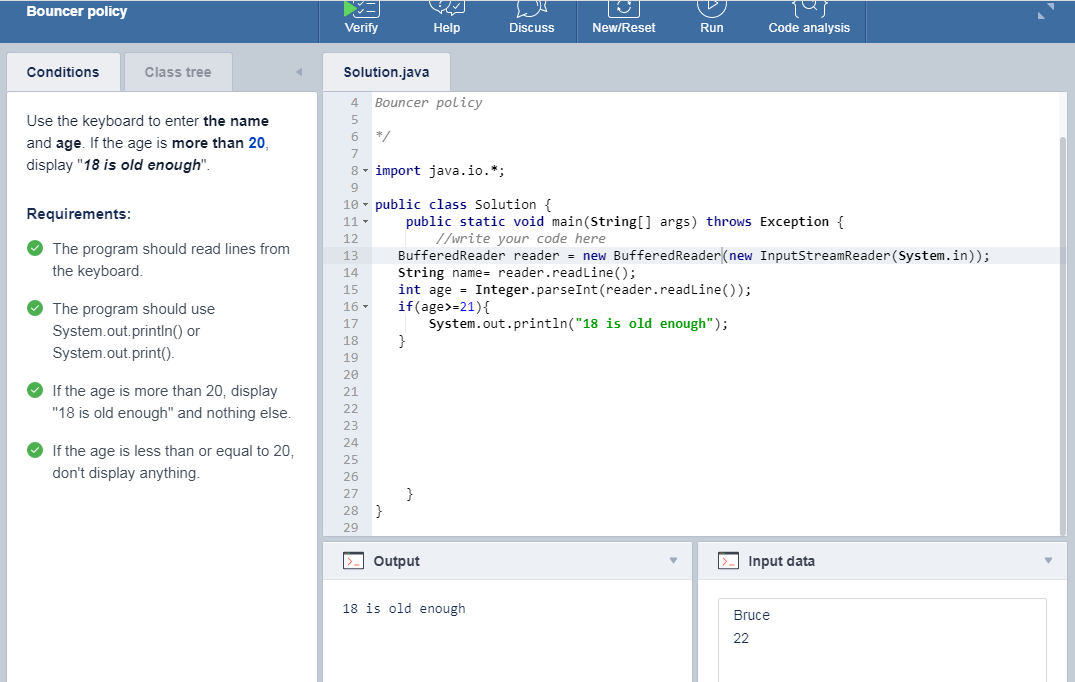 Bouncer policy
Verify
Help
Discuss
New/Reset
Run
Code analysis
Conditions
Class tree
Solution.java
Use the keyboard to enter the name
and age. If the age is more than 20,
display "18 is old enough".
Requirements:
The program should read lines from
the keyboard.
The program should use
System.out.println() or
System.out.print().
If the age is more than 20, display
"18 is old enough" and nothing else.
If the age is less than or equal to 20,
don't display anything.
4 Bouncer policy
5
6 */
7
8 import java.io.*;
9
10 public class Solution {
11 public static void main(String[] args) throws Exception {
12 //write your code here
13 BufferedReader reader = new BufferedReader(new InputStreamReader(System.in));
14 String name= reader.readLine();
15 int age = Integer.parseInt(reader.readLine());
16 if(age>=21){
17 System.out.println("18 is old enough");
18 }
19
20
21
22
23
24
25
26
27 }
28 }
29
Output
18 is old enough
Input data
Bruce
22